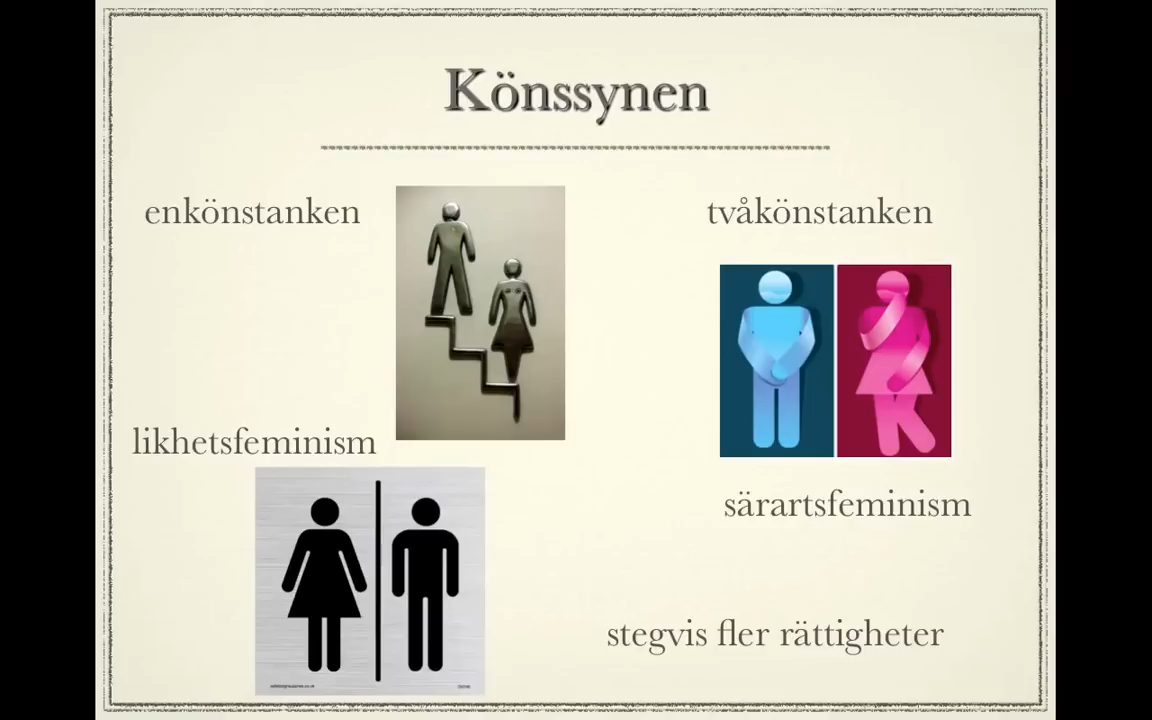 Könssynen
enkönstanken
tvåkönstanken
likhetsfeminism
särartsfeminism
stegvis fler rättigheter